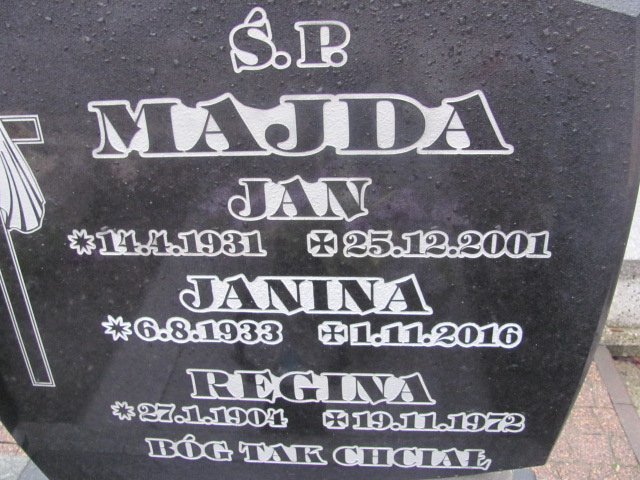 Ś.P.
MAJDA
JAN
14.4.1931 25.12.2001
JANINA
6.8.1933 1.11.2016
REGINA
27.1.1904 19.11.1972
BÓG TAK CHCIAŁ